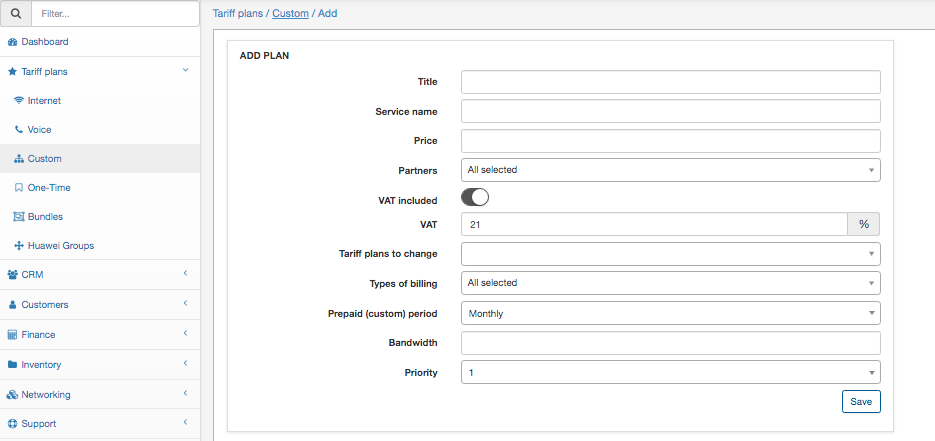 Filter...
Tariff plans / Custom / Add
Dashboard
Tariff plans
Internet
Voice
Custom
One-Time
Bundles
Huawei Groups
CRM
Customers
Finance
Inventory
Networking
Support
ADD PLAN
Title
Service name
Price
Partners All selected
VAT included
VAT 21 %
Tariff plans to change
Types of billing All selected
Prepaid (custom) period Monthly
Bandwidth
Priority 1
Save